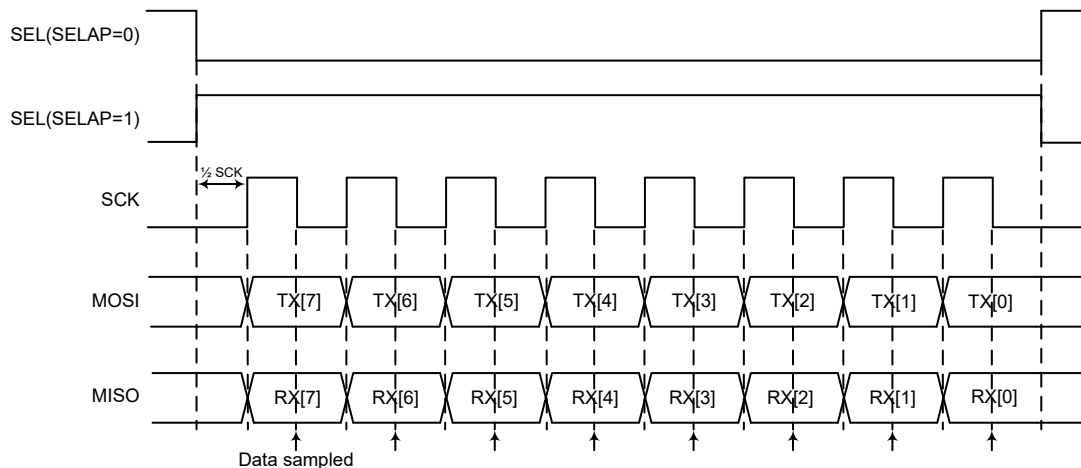 SEL(SELAP=0)
SEL(SELAP=1)
½ SCK
SCK
MOSI
TX[7] TX[6] TX[5] TX[4] TX[3] TX[2] TX[1] TX[0]
MISO
RX[7] RX[6] RX[5] RX[4] RX[3] RX[2] RX[1] RX[0]
Data sampled